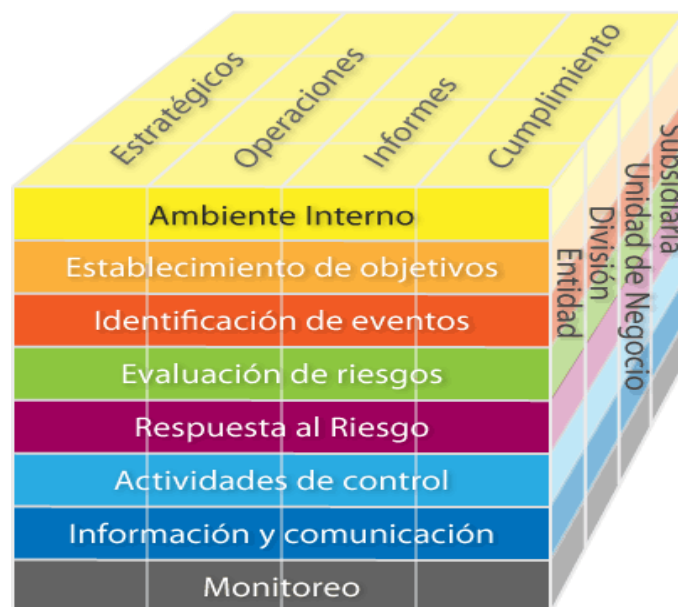 Estratégicos
Operaciones
Informes
Cumplimiento
Ambiente Interno
Establecimiento de objetivos
Identificación de eventos
Evaluación de riesgos
Respuesta al Riesgo
Actividades de control
Información y comunicación
Monitoreo
Entidad
División
Unidad de Negocio
Subsidiaria